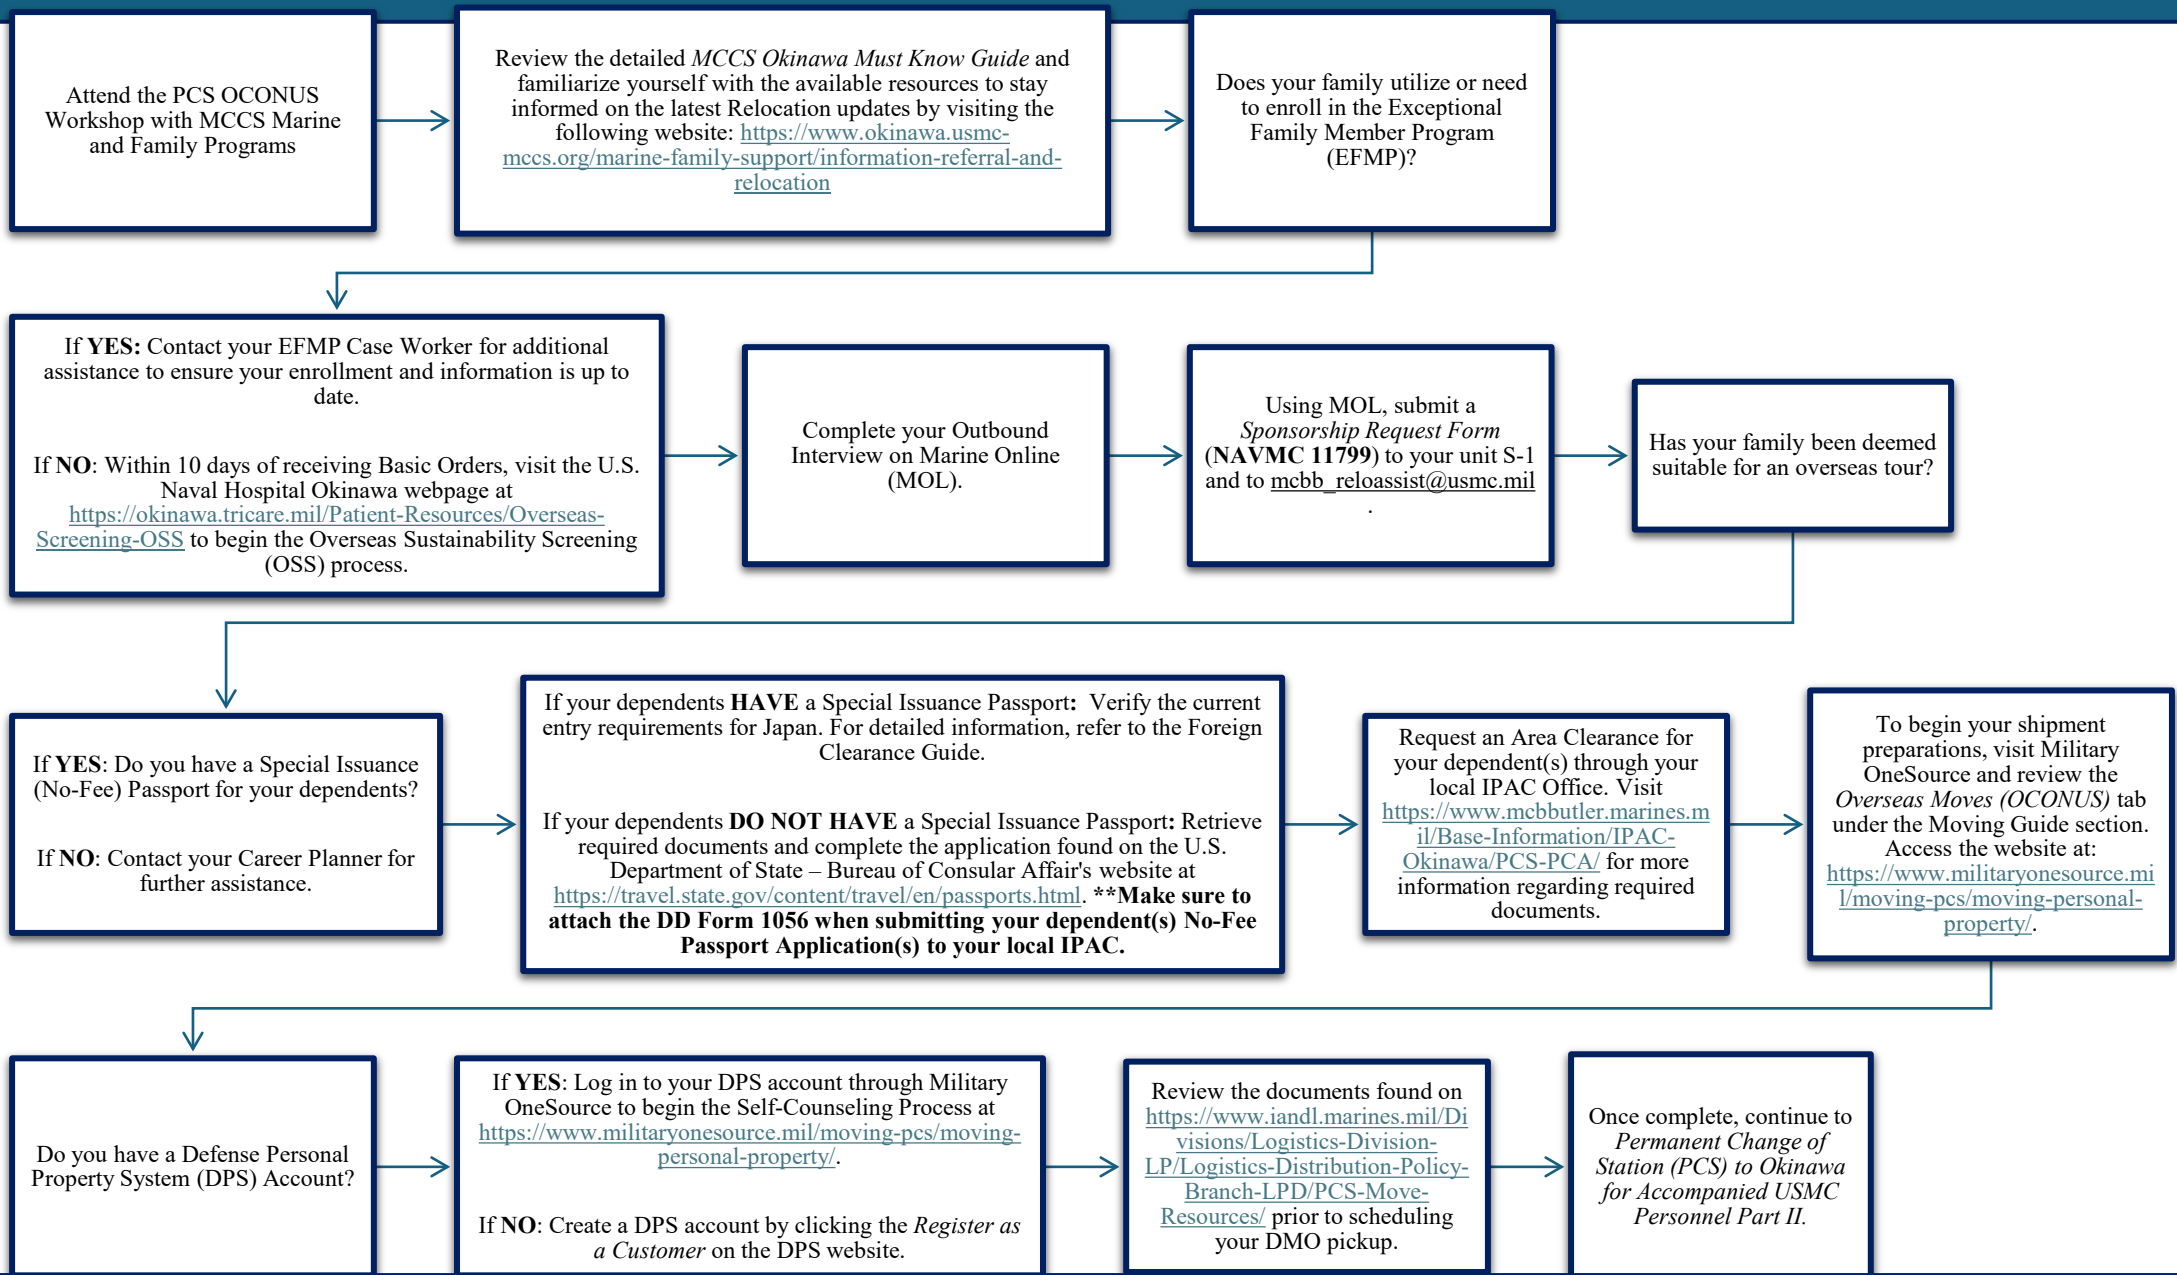 Attend the PCS OCONUS
Workshop with MCCS Marine
and Family Programs
Review the detailed MCCS Okinawa Must Know Guide and
familiarize yourself with the available resources to stay
informed on the latest Relocation updates by visiting the
following website: https://www.okinawa.usmc-
mccs.org/marine-family-support/information-referral-and-
relocation
Does your family utilize or need
to enroll in the Exceptional
Family Member Program
(EFMP)?
If YES: Contact your EFMP Case Worker for additional
assistance to ensure your enrollment and information is up to
date.
If NO: Within 10 days of receiving Basic Orders, visit the U.S.
Naval Hospital Okinawa webpage at
https://okinawa.tricare.mil/Patient-Resources/Overseas-
Screening-OSS to begin the Overseas Sustainability Screening
(OSS) process.
Complete your Outbound
Interview on Marine Online
(MOL).
Using MOL, submit a
Sponsorship Request Form
(NAVMC 11799) to your unit S-1
and to mcbb_reloassist@usmc.mil
.
Has your family been deemed
suitable for an overseas tour?
If YES: Do you have a Special Issuance
(No-Fee) Passport for your dependents?
If NO: Contact your Career Planner for
further assistance.
If your dependents HAVE a Special Issuance Passport: Verify the current
entry requirements for Japan. For detailed information, refer to the Foreign
Clearance Guide.
If your dependents DO NOT HAVE a Special Issuance Passport: Retrieve
required documents and complete the application found on the U.S.
Department of State – Bureau of Consular Affair's website at
https://travel.state.gov/content/travel/en/passports.html. **Make sure to
attach the DD Form 1056 when submitting your dependent(s) No-Fee
Passport Application(s) to your local IPAC.
Request an Area Clearance for
your dependent(s) through your
local IPAC Office. Visit
https://www.mcbbutler.marines.m
il/Base-Information/IPAC-
Okinawa/PCS-PCA/ for more
information regarding required
documents.
To begin your shipment
preparations, visit Military
OneSource and review the
Overseas Moves (OCONUS) tab
under the Moving Guide section.
Access the website at:
https://www.militaryonesource.mi
l/moving-pcs/moving-personal-
property/.
Do you have a Defense Personal
Property System (DPS) Account?
If YES: Log in to your DPS account through Military
OneSource to begin the Self-Counseling Process at
https://www.militaryonesource.mil/moving-pcs/moving-
personal-property/.
If NO: Create a DPS account by clicking the Register as
a Customer on the DPS website.
Review the documents found on
https://www.iandl.marines.mil/Di
visions/Logistics-Division-
LP/Logistics-Distribution-Policy-
Branch-LPD/PCS-Move-
Resources/ prior to scheduling
your DMO pickup.
Once complete, continue to
Permanent Change of
Station (PCS) to Okinawa
for Accompanied USMC
Personnel Part II.